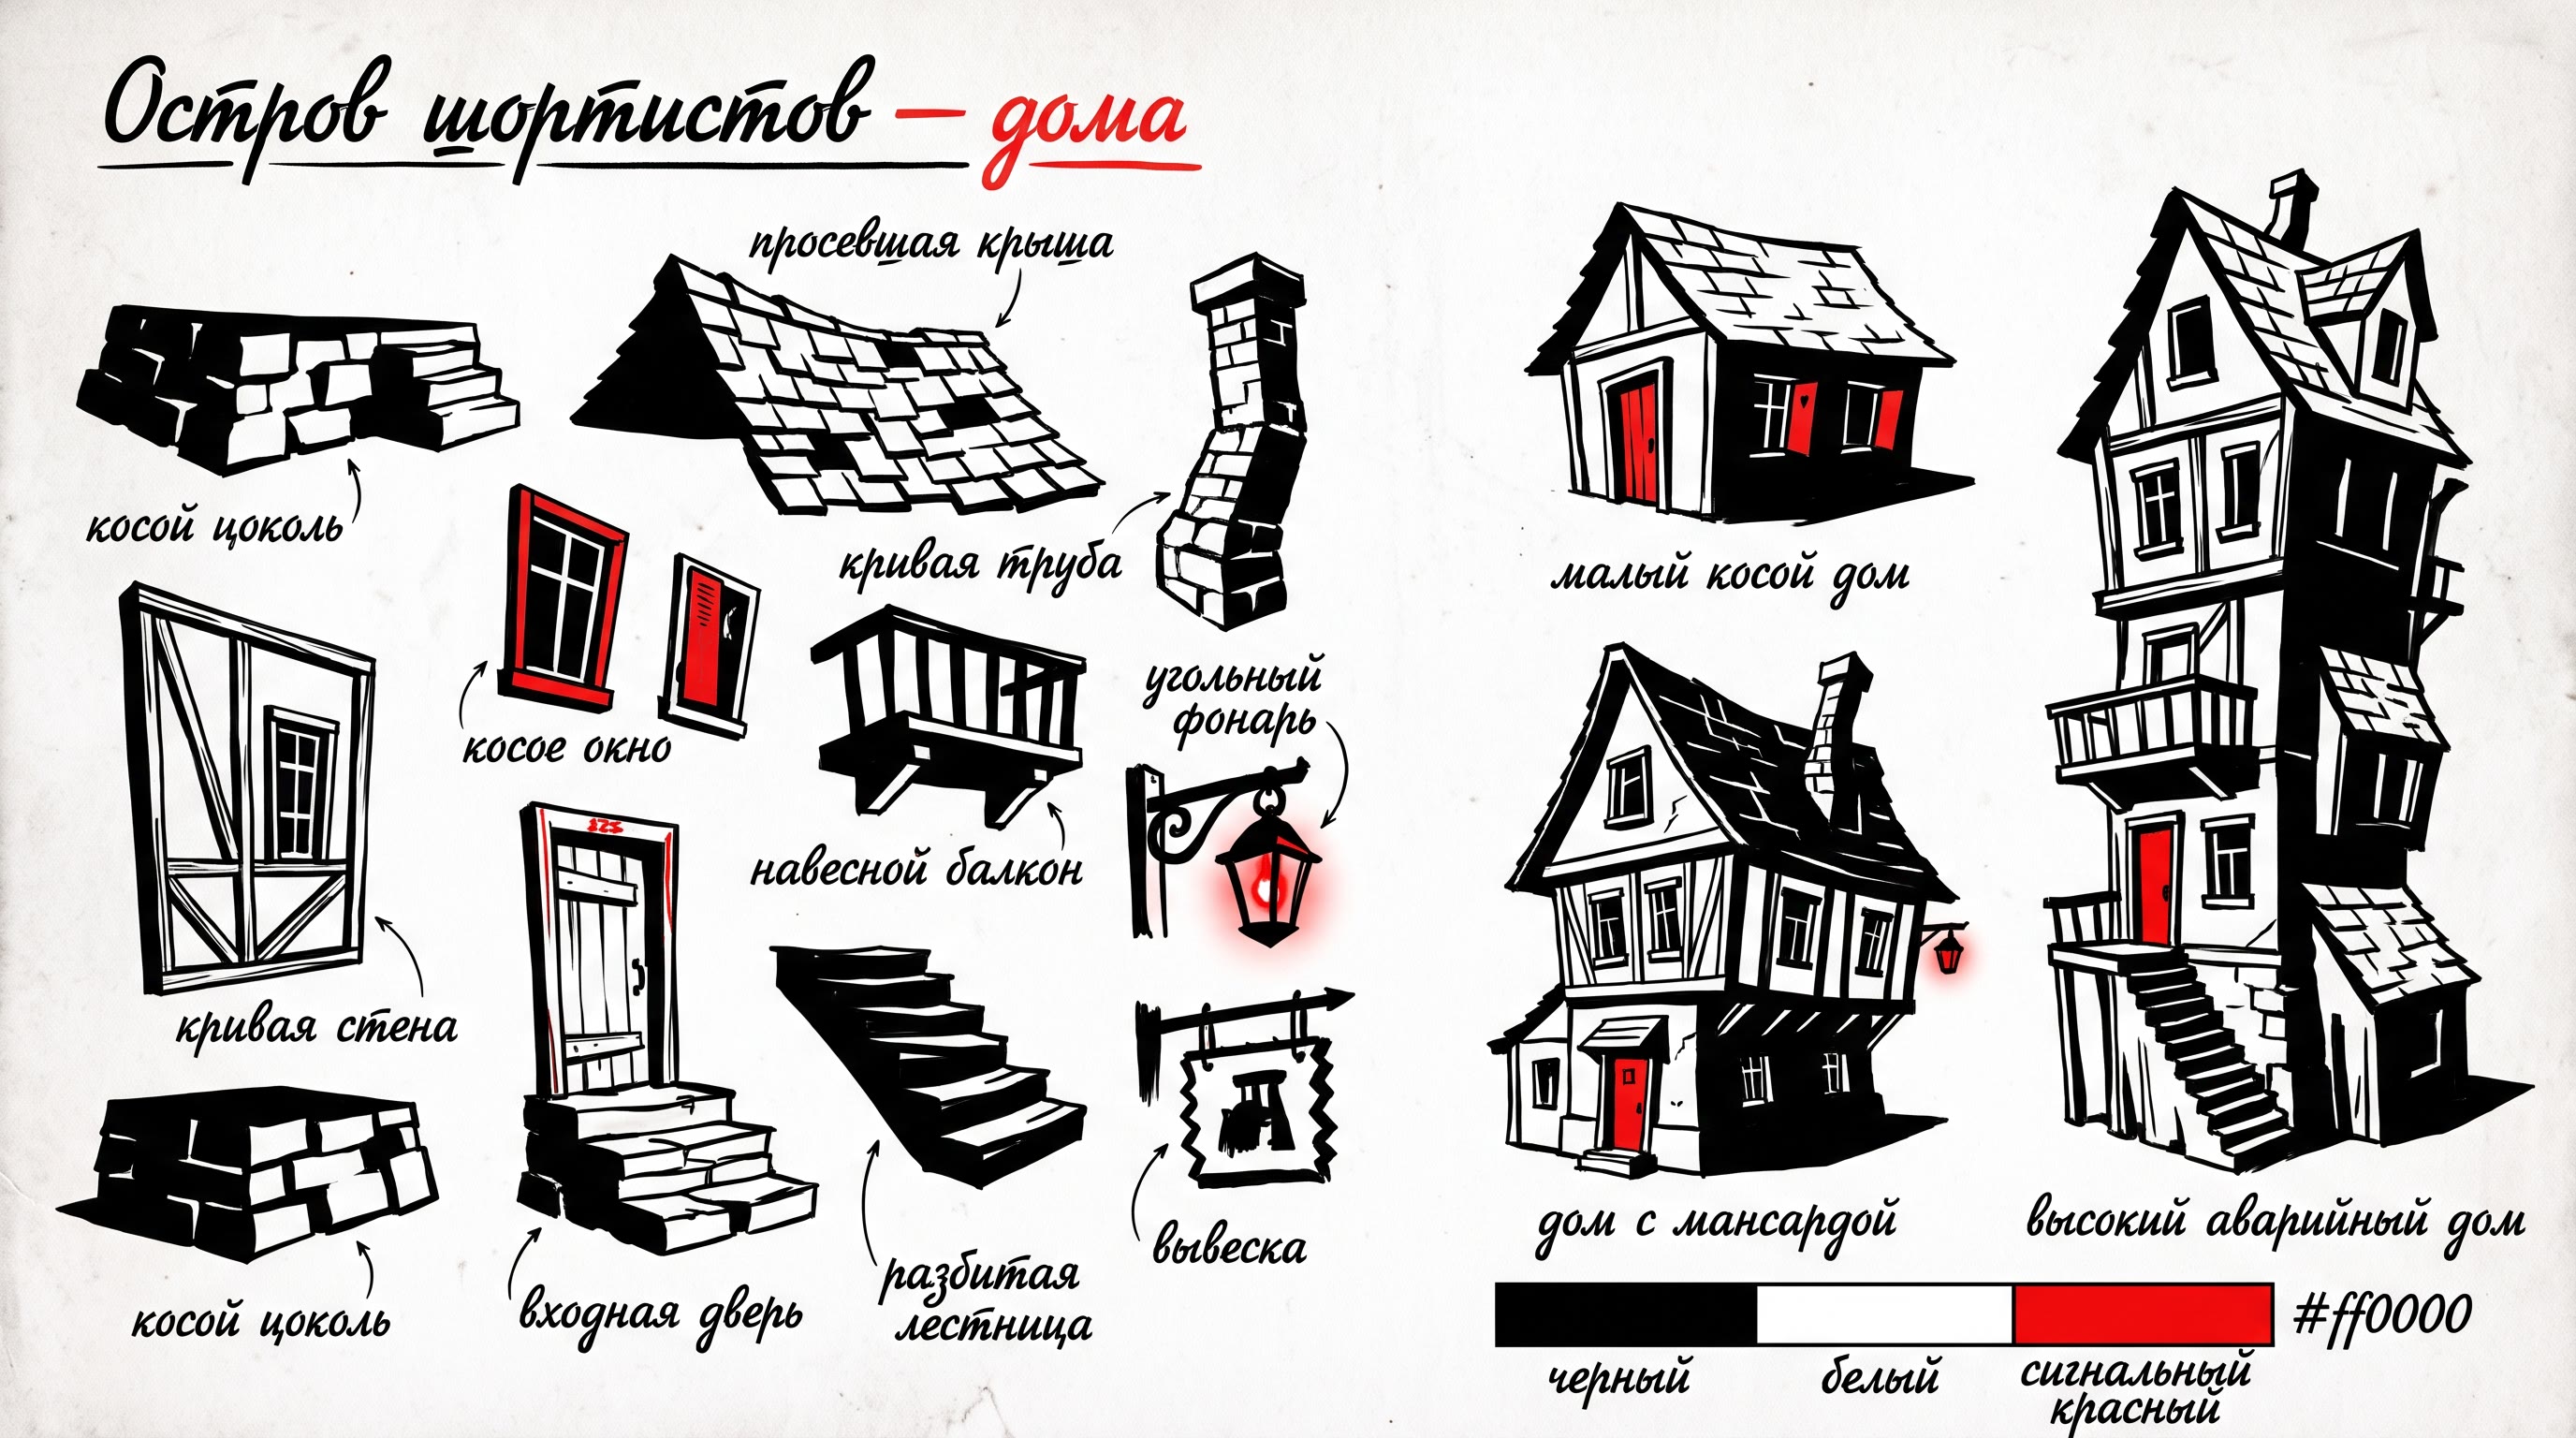 Остров шортистов — дома
просевшая крыша
косой цоколь
кривая труба
косое окно
угольный
фонарь
навесной балкон
кривая стена
125
косой цоколь
входная дверь
разбитая
лестница
вывеска
малый косой дом
дом с мансардой
высокий аварийный дом
#ff0000
черный
белый
сигнальный
красный